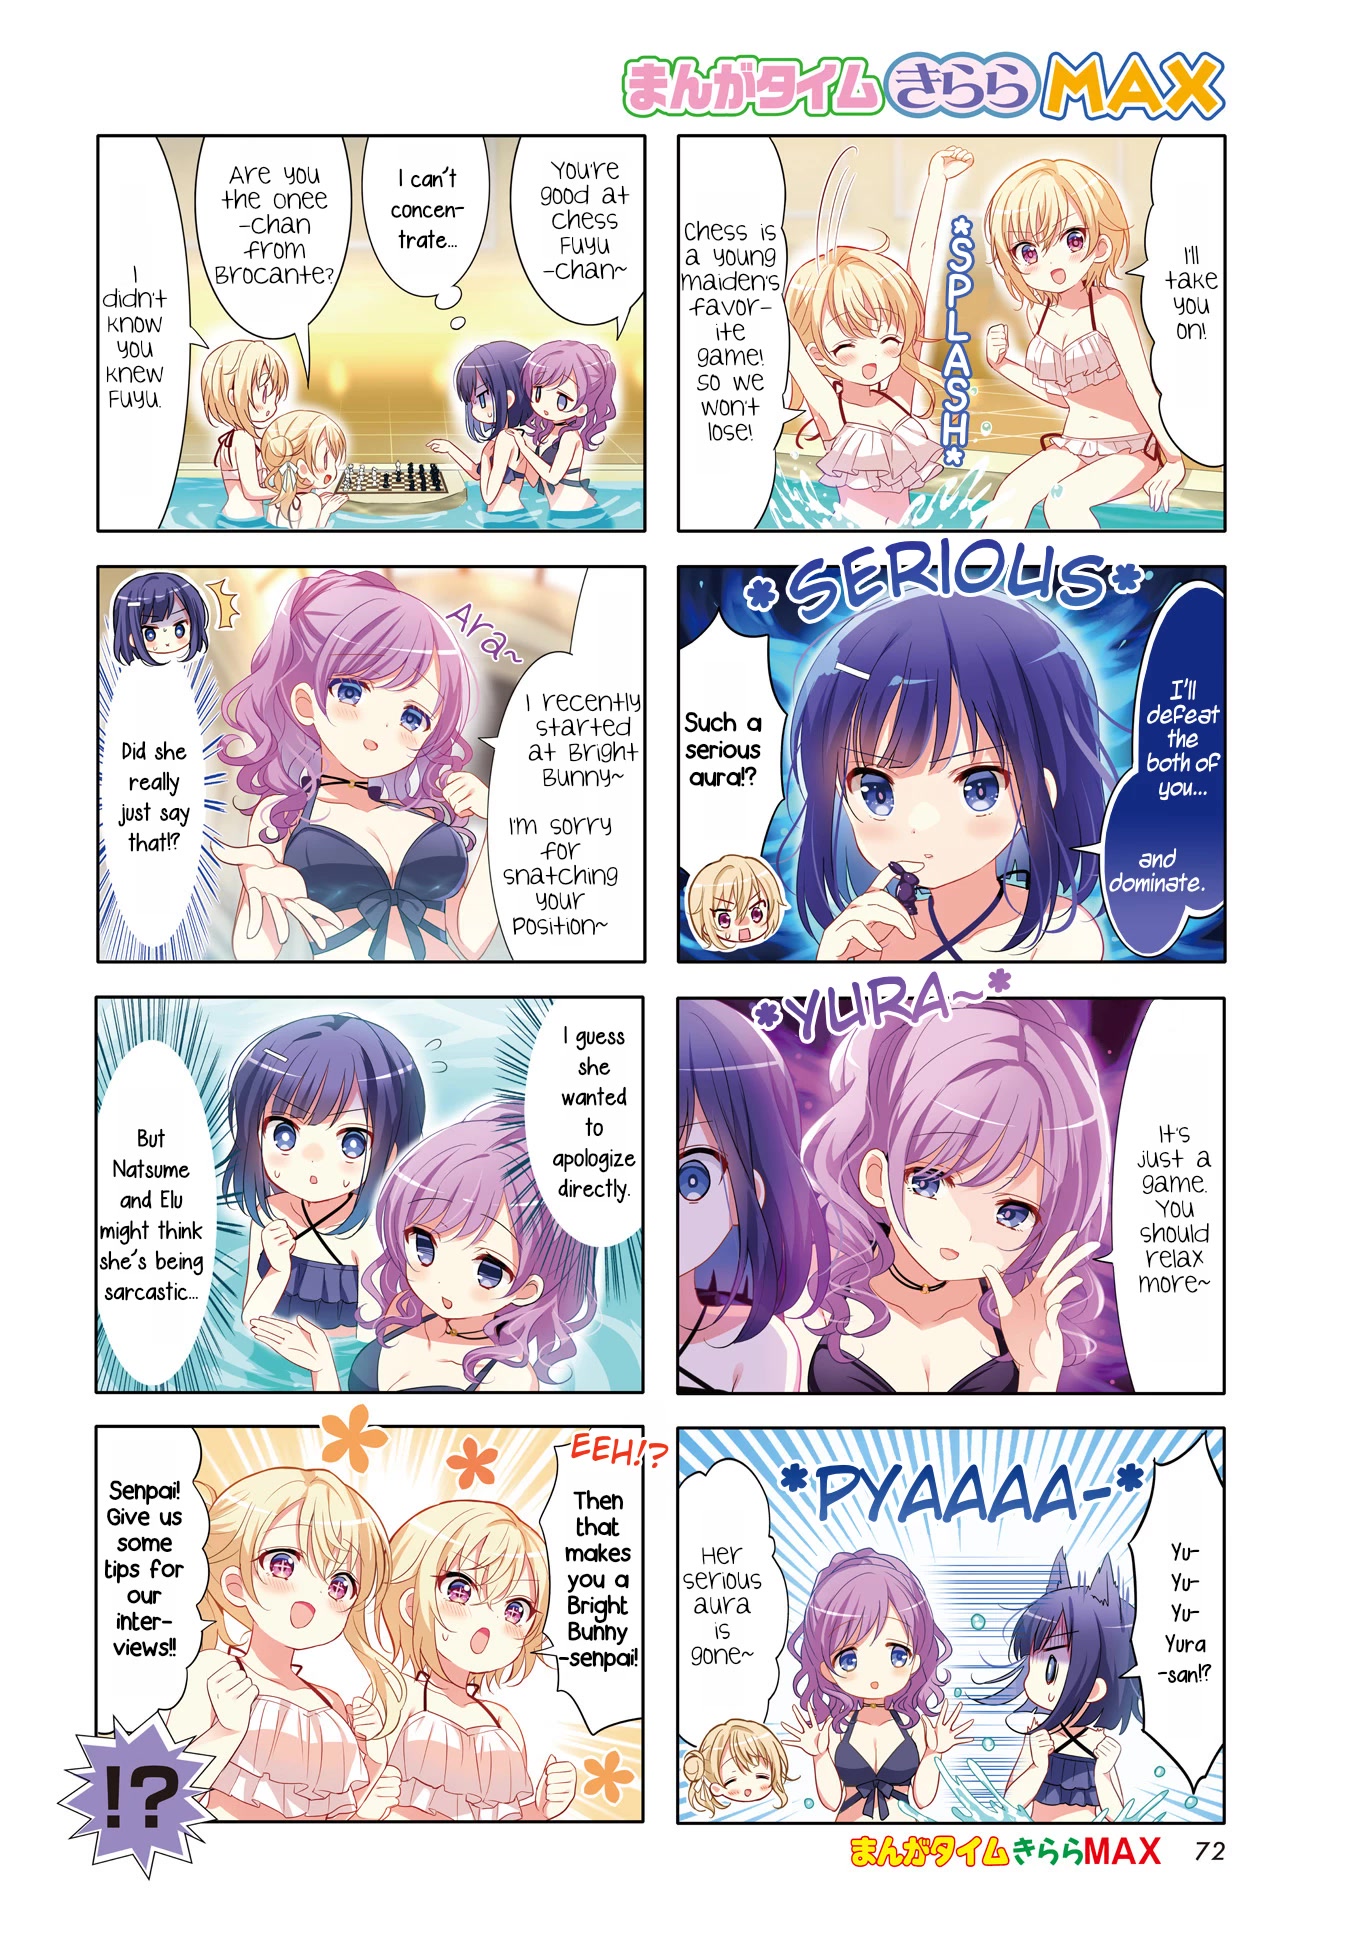 まんがタイムきららMAX
I'll
take
you
on!
*SPLASH*
Chess is
a young
maiden's
favor-
ite
game!
So we
won't
lose!
*SERIOUS*
I'll
defeat
the
both of
you...
and
dominate.
Such a
serious
aura!?
*YURA~*
It's
just a
game.
You
should
relax
more~
*PYAAAA-*
Yu-
Yu-
Yu-
Yura
-san!?
Her
serious
aura
is
gone~
You're
good at
chess
Fuyu
-chan~
I can't
concen-
trate...
Are you
the onee
-chan
from
Brocante?
I
didn't
know
you
knew
Fuyu.
Ara~
I recently
started
at Bright
Bunny~
I'm sorry
for
snatching
your
position~
Did she
really
just say
that!?
I guess
she
wanted
to
apologize
directly.
But
Natsume
and Elu
might think
she's being
sarcastic...
EEH!?
Then
that
makes
you a
Bright
Bunny
-senpai!
Senpai!
Give us
some
tips for
our
inter-
views!!
!?
まんがタイムきららMAX 72